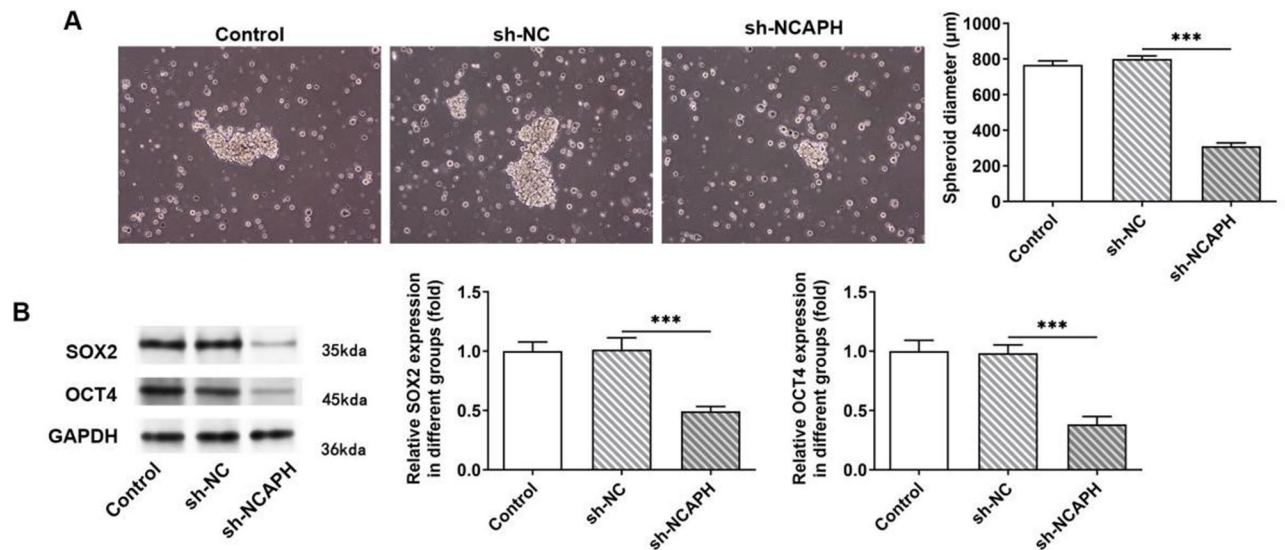 A
Control
sh-NC
sh-NCAPH
Spheroid diameter (μm)
1000
800
600
400
200
0
***
Control
sh-NC
sh-NCAPH
B
SOX2
35kda
OCT4
45kda
GAPDH
36kda
Control
sh-NC
sh-NCAPH
Relative SOX2 expression
in different groups (fold)
1.5
1.0
0.5
0.0
***
Control
sh-NC
sh-NCAPH
Relative OCT4 expression
in different groups (fold)
1.5
1.0
0.5
0.0
***
Control
sh-NC
sh-NCAPH